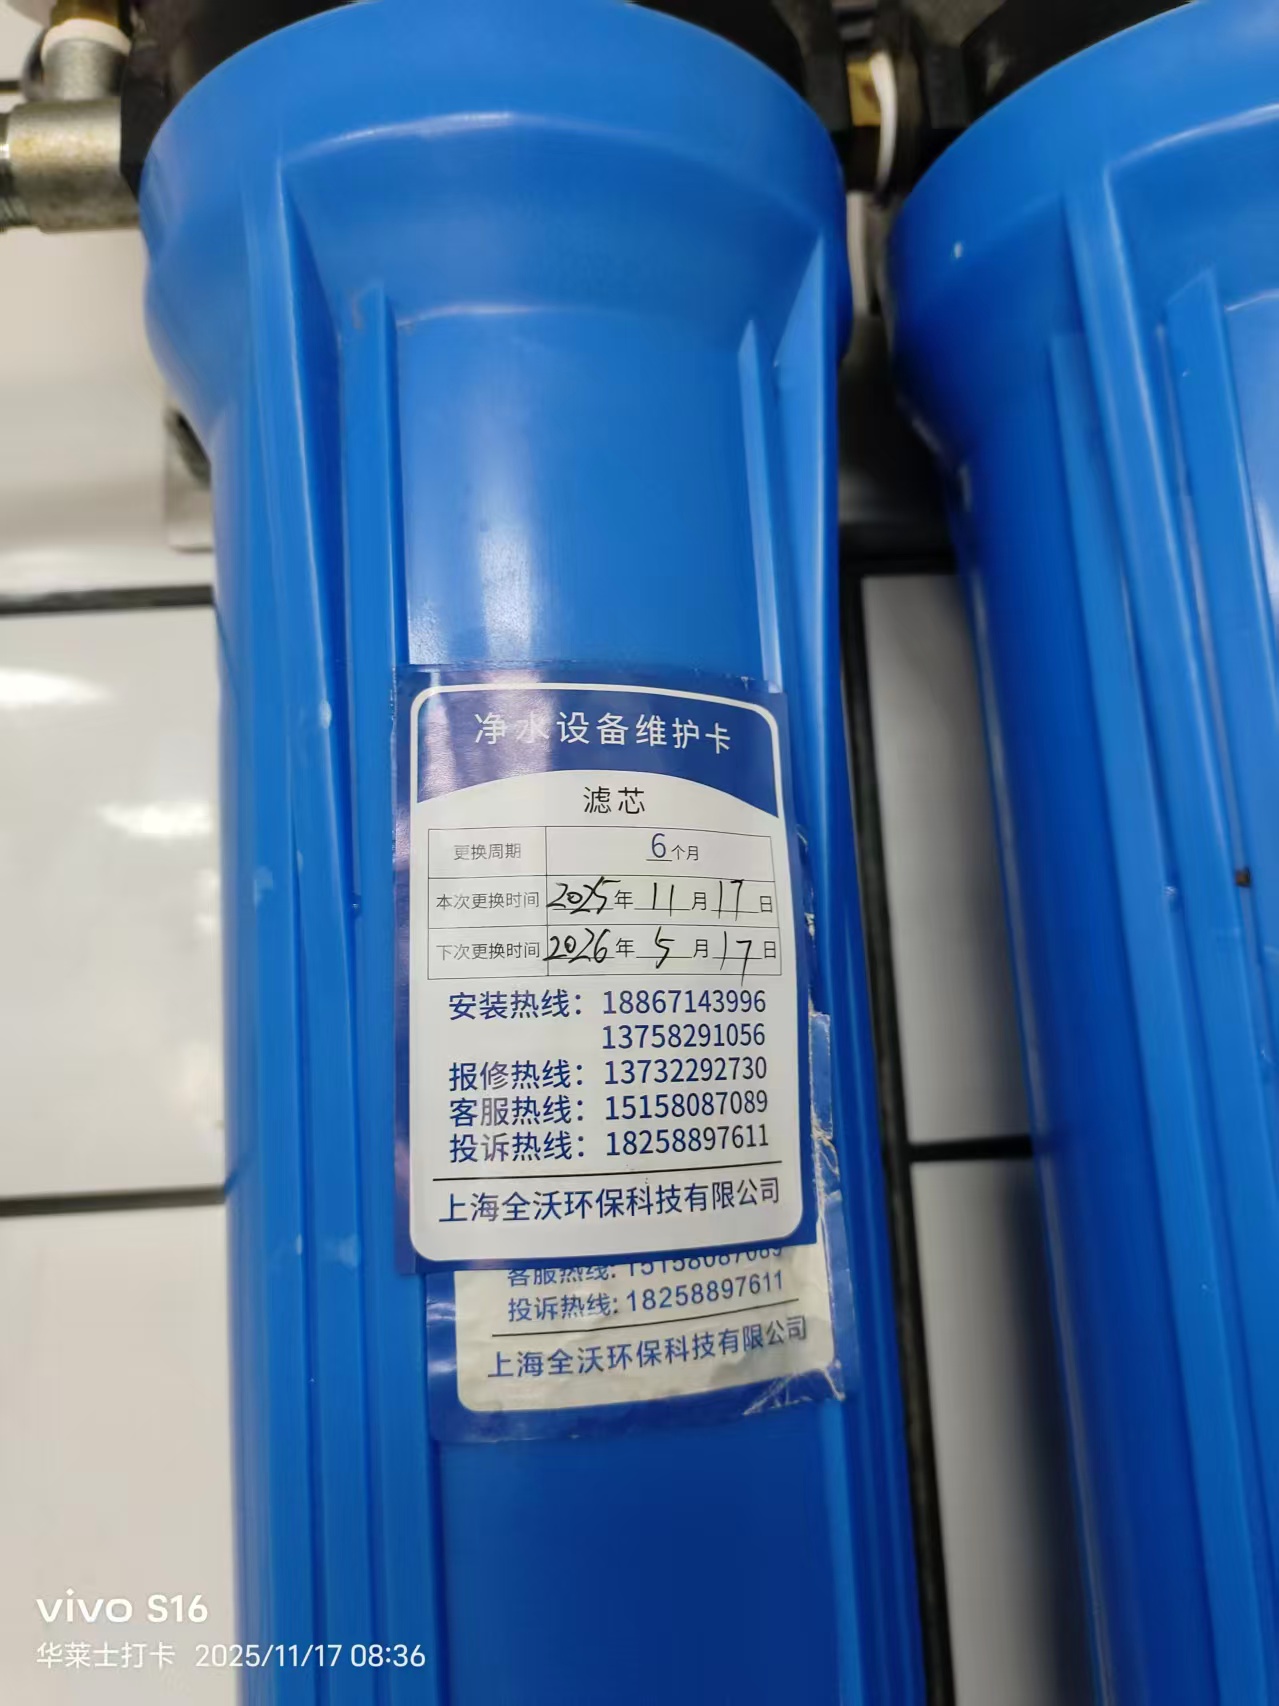 净水设备维护卡
滤芯
更换周期 6个月
本次更换时间 2025年11月17日
下次更换时间 2026年5月17日
安装热线：18867143996
13758291056
报修热线：13732292730
客服热线：15158087089
投诉热线：18258897611
上海全沃环保科技有限公司
客服热线：15158087089
投诉热线：18258897611
上海全沃环保科技有限公司
vivo S16
华莱士打卡 2025/11/17 08:36